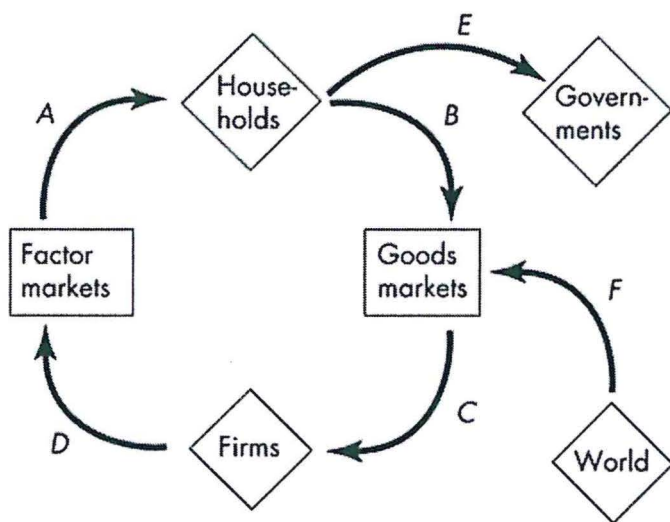 E
House-
holds
Govern-
ments
A
B
Factor
markets
Goods
markets
F
D
Firms
C
World